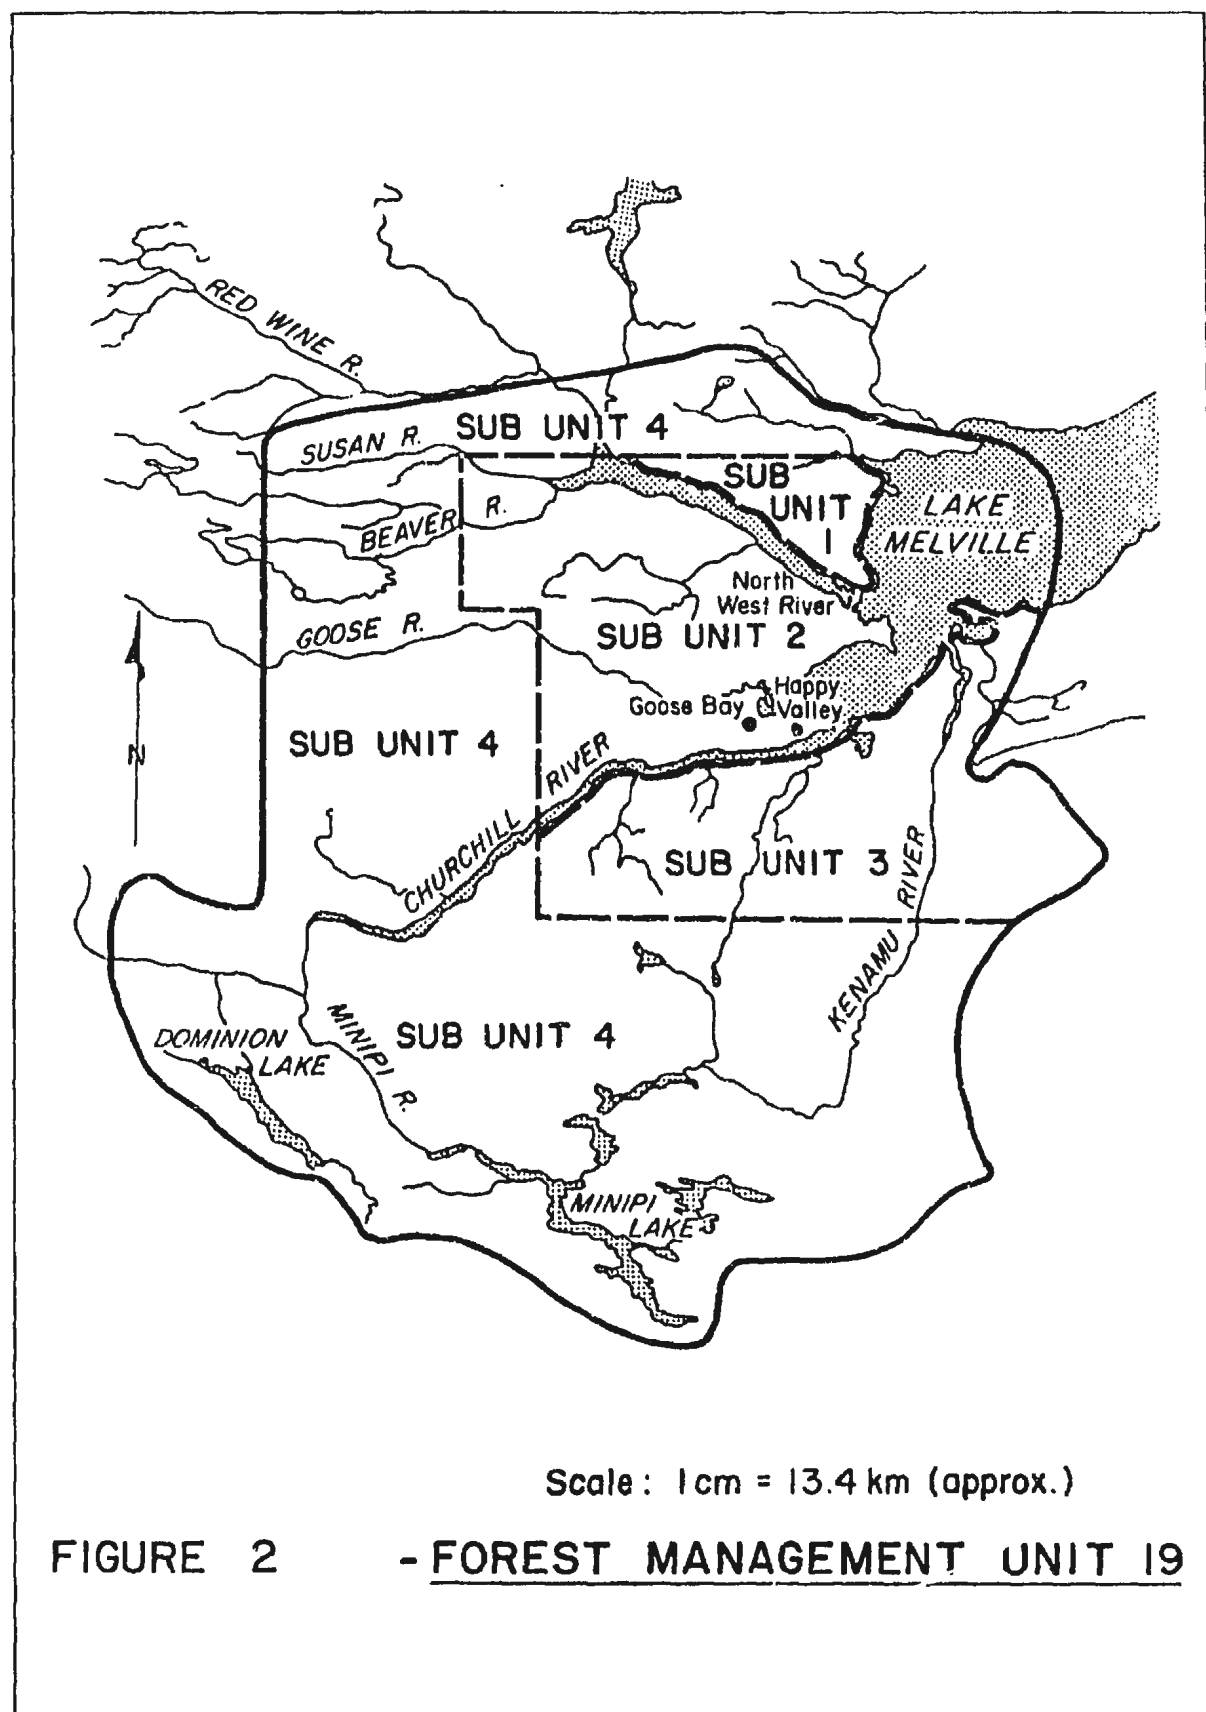 RED WINE R.
SUSAN R.
SUB UNIT 4
SUB
UNIT
1
LAKE
MELVILLE
BEAVER R.
North
West River
GOOSE R.
SUB UNIT 2
Happy
Goose Bay Valley
N
SUB UNIT 4
CHURCHILL RIVER
SUB UNIT 3
KENAMU RIVER
DOMINION
LAKE
MINIPI R.
SUB UNIT 4
MINIPI
LAKE
Scale : 1 cm = 13.4 km (approx.)
FIGURE 2 - FOREST MANAGEMENT UNIT 19